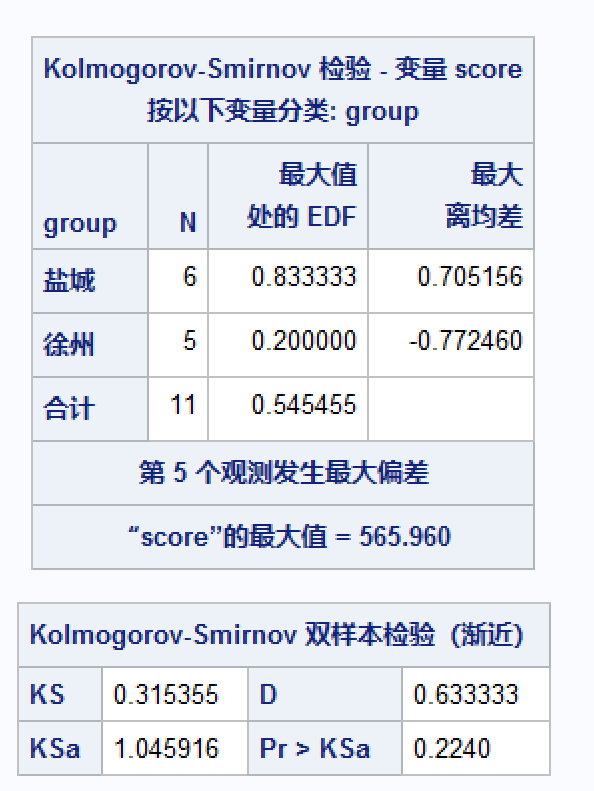 Kolmogorov-Smirnov 检验 - 变量 score
按以下变量分类: group
group N 最大值处的 EDF 最大离均差
盐城 6 0.833333 0.705156
徐州 5 0.200000 -0.772460
合计 11 0.545455
第 5 个观测发生最大偏差
“score”的最大值 = 565.960
Kolmogorov-Smirnov 双样本检验（渐近）
KS 0.315355 D 0.633333
KSa 1.045916 Pr > KSa 0.2240